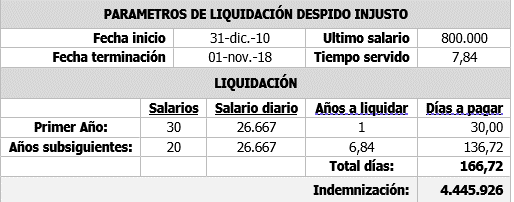 PARAMETROS DE LIQUIDACIÓN DESPIDO INJUSTO
Fecha inicio 31-dic.-10 Ultimo salario 800.000
Fecha terminación 01-nov.-18 Tiempo servido 7,84
LIQUIDACIÓN
Salarios Salario diario Años a liquidar Días a pagar
Primer Año: 30 26.667 1 30,00
Años subsiguientes: 20 26.667 6,84 136,72
Total días: 166,72
Indemnización: 4.445.926